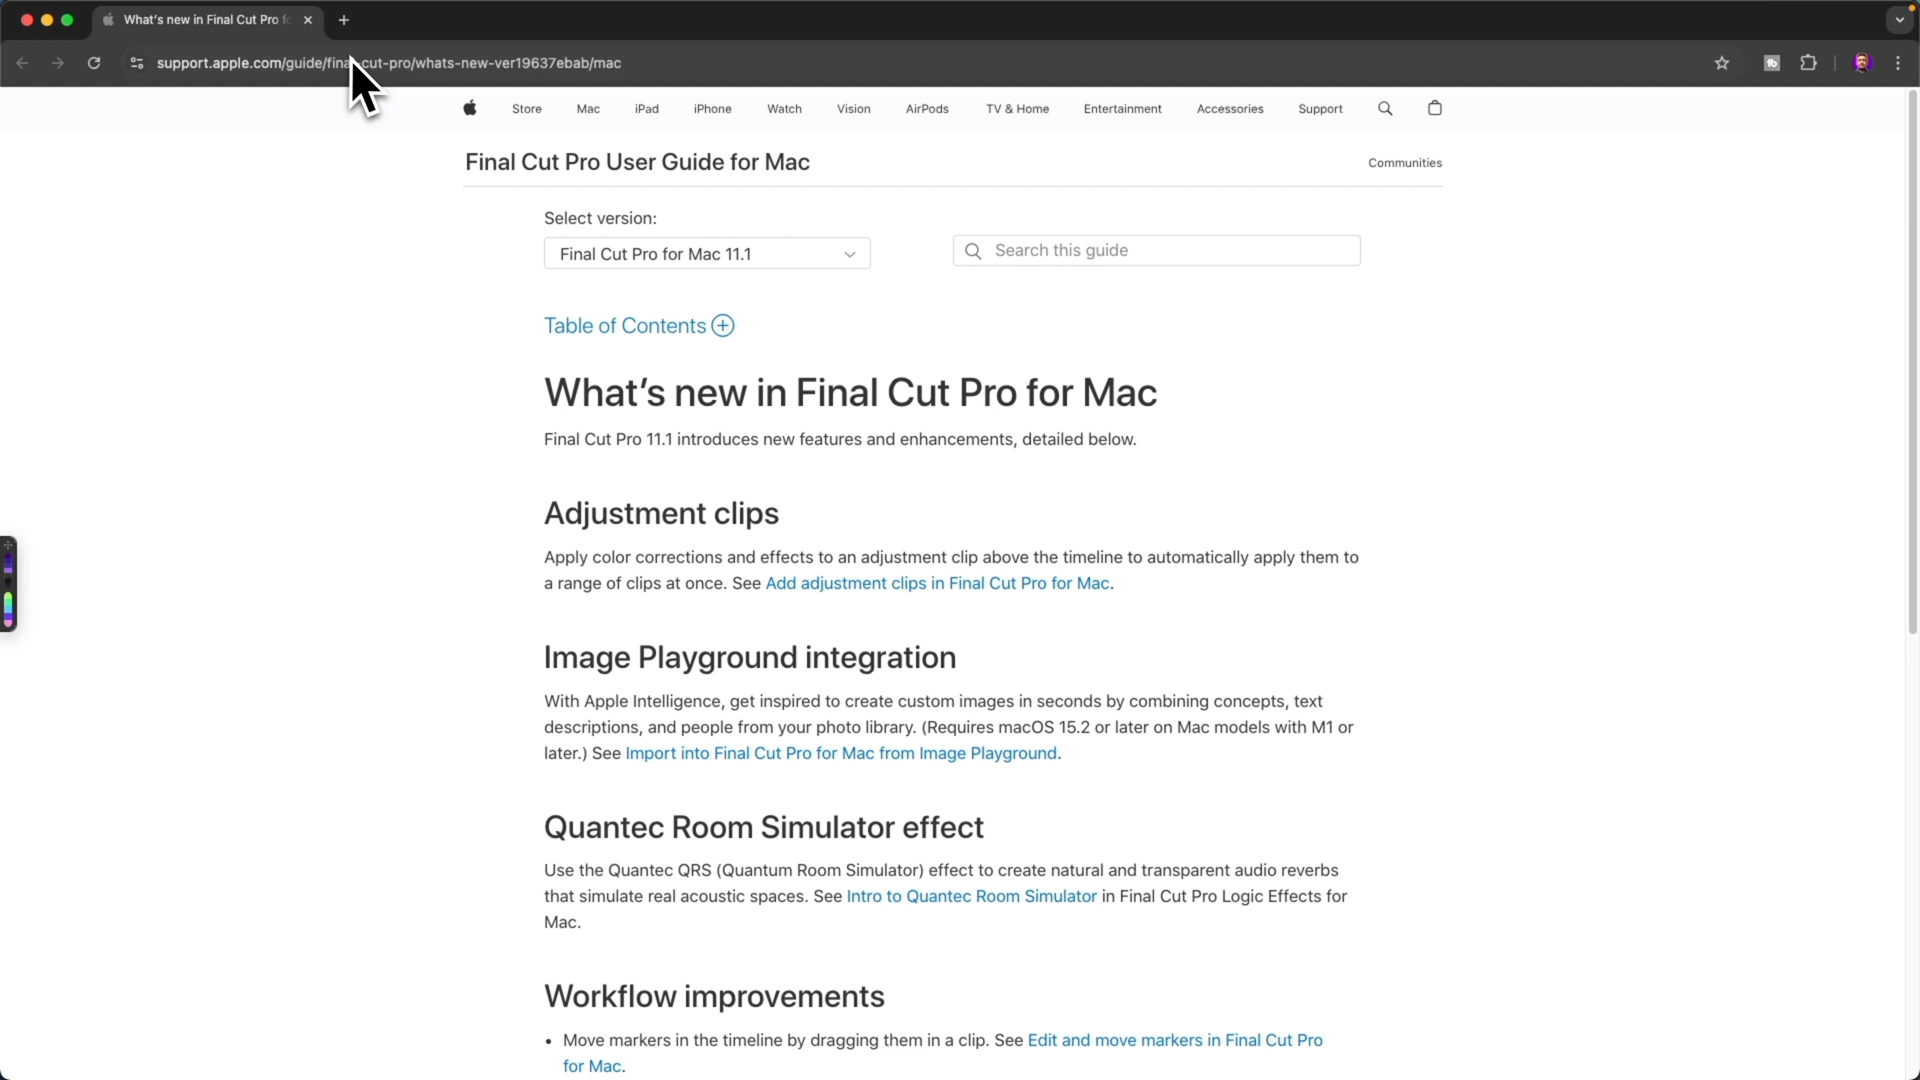 What's new in Final Cut Pro f
support.apple.com/guide/final-cut-pro/whats-new-ver19637ebab/mac
Store Mac iPad iPhone Watch Vision AirPods TV & Home Entertainment Accessories Support
Final Cut Pro User Guide for Mac
Communities
Select version:
Final Cut Pro for Mac 11.1
Search this guide
Table of Contents
What's new in Final Cut Pro for Mac
Final Cut Pro 11.1 introduces new features and enhancements, detailed below.
Adjustment clips
Apply color corrections and effects to an adjustment clip above the timeline to automatically apply them to
a range of clips at once. See Add adjustment clips in Final Cut Pro for Mac.
Image Playground integration
With Apple Intelligence, get inspired to create custom images in seconds by combining concepts, text
descriptions, and people from your photo library. (Requires macOS 15.2 or later on Mac models with M1 or
later.) See Import into Final Cut Pro for Mac from Image Playground.
Quantec Room Simulator effect
Use the Quantec QRS (Quantum Room Simulator) effect to create natural and transparent audio reverbs
that simulate real acoustic spaces. See Intro to Quantec Room Simulator in Final Cut Pro Logic Effects for
Mac.
Workflow improvements
• Move markers in the timeline by dragging them in a clip. See Edit and move markers in Final Cut Pro
for Mac.